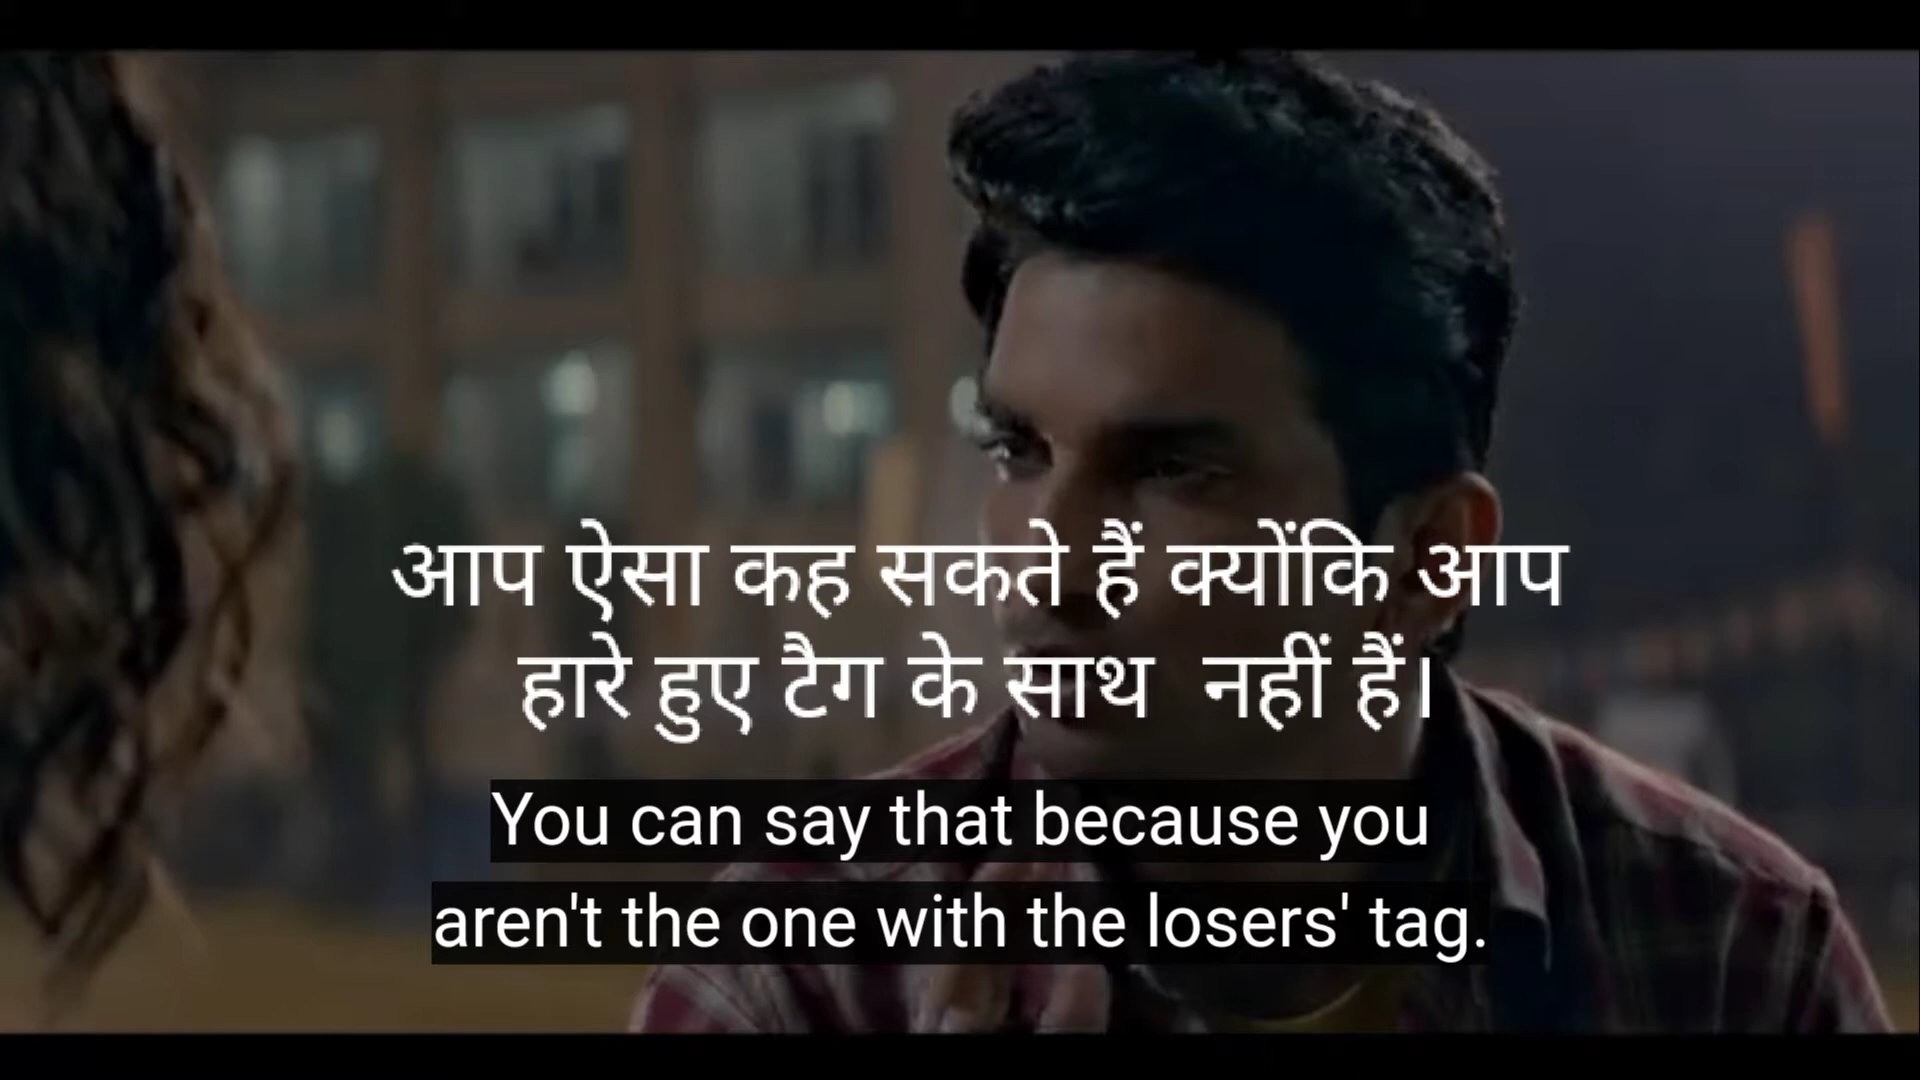 आप ऐसा कह सकते हैं क्योंकि आप
हारे हुए टैग के साथ नहीं हैं।
You can say that because you
aren't the one with the losers' tag.